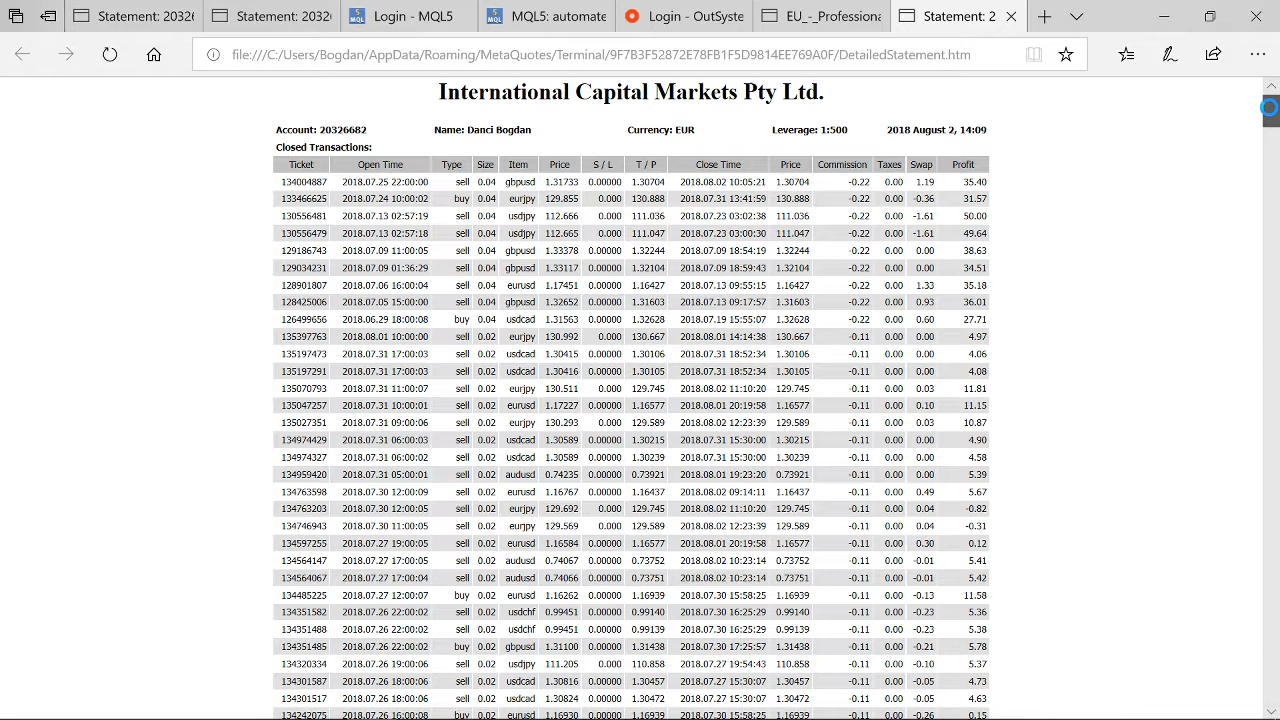 Statement: 20326
Statement: 2032
Login - MQL5
MQL5: automate
Login - OutSyste
EU_-_Professiona
Statement: 2
file:///C:/Users/Bogdan/AppData/Roaming/MetaQuotes/Terminal/9F7B3F52872E78FB1F5D9814EE769A0F/DetailedStatement.htm
International Capital Markets Pty Ltd.
Account: 20326682 Name: Danci Bogdan Currency: EUR Leverage: 1:500 2018 August 2, 14:09
Closed Transactions:
Ticket Open Time Type Size Item Price S / L T / P Close Time Price Commission Taxes Swap Profit
134004887 2018.07.25 22:00:00 sell 0.04 gbpusd 1.31733 0.00000 1.30704 2018.08.02 10:05:21 1.30704 -0.22 0.00 1.19 35.40
133466625 2018.07.24 10:00:02 buy 0.04 eurjpy 129.855 0.000 130.888 2018.07.31 13:41:59 130.888 -0.22 0.00 -0.36 31.57
130556481 2018.07.13 02:57:19 sell 0.04 usdjpy 112.666 0.000 111.036 2018.07.23 03:02:38 111.036 -0.22 0.00 -1.61 50.00
130556479 2018.07.13 02:57:18 sell 0.04 usdjpy 112.665 0.000 111.047 2018.07.23 03:00:30 111.047 -0.22 0.00 -1.61 49.64
129186743 2018.07.09 11:00:05 sell 0.04 gbpusd 1.33378 0.00000 1.32244 2018.07.09 18:54:19 1.32244 -0.22 0.00 0.00 38.63
129034231 2018.07.09 01:36:29 sell 0.04 gbpusd 1.33117 0.00000 1.32104 2018.07.09 18:59:43 1.32104 -0.22 0.00 0.00 34.51
128901807 2018.07.06 16:00:04 sell 0.04 eurusd 1.17451 0.00000 1.16427 2018.07.13 09:55:15 1.16427 -0.22 0.00 1.33 35.18
128425006 2018.07.05 15:00:00 sell 0.04 gbpusd 1.32652 0.00000 1.31603 2018.07.13 09:17:57 1.31603 -0.22 0.00 0.93 36.01
126499656 2018.06.29 18:00:08 buy 0.04 usdcad 1.31563 0.00000 1.32628 2018.07.19 15:55:07 1.32628 -0.22 0.00 0.60 27.71
135397763 2018.08.01 10:00:00 sell 0.02 eurjpy 130.992 0.000 130.667 2018.08.01 14:14:38 130.667 -0.11 0.00 0.00 4.97
135197473 2018.07.31 17:00:03 sell 0.02 usdcad 1.30415 0.00000 1.30106 2018.07.31 18:52:34 1.30106 -0.11 0.00 0.00 4.06
135197291 2018.07.31 17:00:03 sell 0.02 usdcad 1.30416 0.00000 1.30105 2018.07.31 18:52:34 1.30105 -0.11 0.00 0.00 4.08
135070793 2018.07.31 11:00:07 sell 0.02 eurjpy 130.511 0.000 129.745 2018.08.02 11:10:20 129.745 -0.11 0.00 0.03 11.81
135047257 2018.07.31 10:00:01 sell 0.02 eurusd 1.17227 0.00000 1.16577 2018.08.01 20:19:58 1.16577 -0.11 0.00 0.10 11.15
135027351 2018.07.31 09:00:06 sell 0.02 eurjpy 130.293 0.000 129.589 2018.08.02 12:23:39 129.589 -0.11 0.00 0.03 10.87
134974429 2018.07.31 06:00:03 sell 0.02 usdcad 1.30589 0.00000 1.30215 2018.07.31 15:30:00 1.30215 -0.11 0.00 0.00 4.90
134974327 2018.07.31 06:00:02 sell 0.02 usdcad 1.30589 0.00000 1.30239 2018.07.31 15:30:00 1.30239 -0.11 0.00 0.00 4.58
134959420 2018.07.31 05:00:01 sell 0.02 audusd 0.74235 0.00000 0.73921 2018.08.01 19:23:20 0.73921 -0.11 0.00 0.00 5.39
134763598 2018.07.30 12:00:09 sell 0.02 eurusd 1.16767 0.00000 1.16437 2018.08.02 09:14:11 1.16437 -0.11 0.00 0.49 5.67
134763203 2018.07.30 12:00:05 sell 0.02 eurjpy 129.692 0.000 129.745 2018.08.02 11:10:20 129.745 -0.11 0.00 0.04 -0.82
134746943 2018.07.30 11:00:05 sell 0.02 eurjpy 129.569 0.000 129.589 2018.08.02 12:23:39 129.589 -0.11 0.00 0.04 -0.31
134597255 2018.07.27 19:00:05 sell 0.02 eurusd 1.16584 0.00000 1.16577 2018.08.01 20:19:58 1.16577 -0.11 0.00 0.30 0.12
134564147 2018.07.27 17:00:05 sell 0.02 audusd 0.74067 0.00000 0.73752 2018.08.02 10:23:14 0.73752 -0.11 0.00 -0.01 5.41
134564067 2018.07.27 17:00:04 sell 0.02 audusd 0.74066 0.00000 0.73751 2018.08.02 10:23:14 0.73751 -0.11 0.00 -0.01 5.42
134485225 2018.07.27 12:00:07 buy 0.02 eurusd 1.16262 0.00000 1.16939 2018.07.30 15:58:25 1.16939 -0.11 0.00 -0.13 11.58
134351582 2018.07.26 22:00:02 sell 0.02 usdchf 0.99451 0.00000 0.99140 2018.07.30 16:25:29 0.99140 -0.11 0.00 -0.23 5.36
134351488 2018.07.26 22:00:02 sell 0.02 usdchf 0.99451 0.00000 0.99139 2018.07.30 16:25:29 0.99139 -0.11 0.00 -0.23 5.38
134351485 2018.07.26 22:00:02 buy 0.02 gbpusd 1.31100 0.00000 1.31438 2018.07.30 17:25:57 1.31438 -0.11 0.00 -0.21 5.78
134320334 2018.07.26 19:00:06 sell 0.02 usdjpy 111.205 0.000 110.858 2018.07.27 19:54:43 110.858 -0.11 0.00 -0.10 5.37
134301587 2018.07.26 18:00:06 sell 0.02 usdcad 1.30816 0.00000 1.30457 2018.07.27 15:30:07 1.30457 -0.11 0.00 -0.05 4.73
134301517 2018.07.26 18:00:06 sell 0.02 usdcad 1.30824 0.00000 1.30472 2018.07.27 15:30:07 1.30472 -0.11 0.00 -0.05 4.63
134242075 2018.07.26 16:00:08 buy 0.02 eurusd 1.16930 0.00000 1.16939 2018.07.30 15:58:25 1.16939 -0.11 0.00 -0.26 0.15